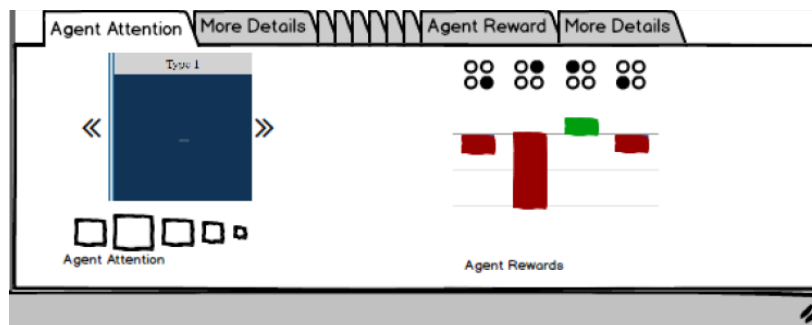 Agent Attention
More Details
Agent Reward
More Details
Type 1
Agent Attention
Agent Rewards